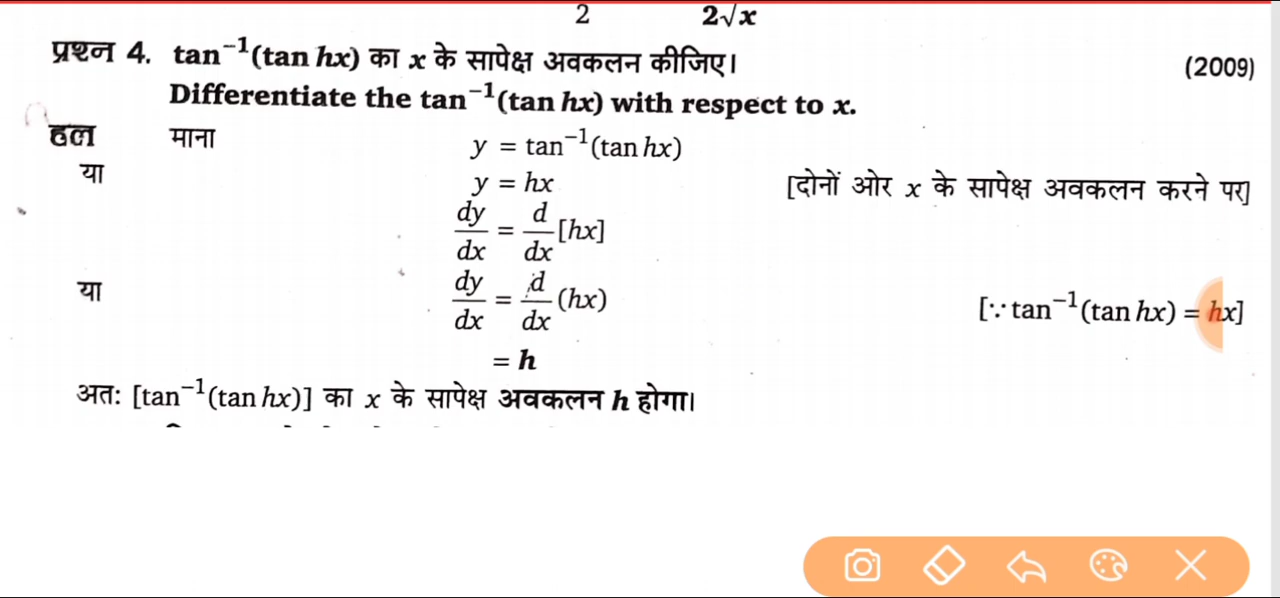 2 2√x
प्रश्न 4. tan⁻¹(tan hx) का x के सापेक्ष अवकलन कीजिए। (2009)
Differentiate the tan⁻¹(tan hx) with respect to x.
हल माना y = tan⁻¹(tan hx)
या y = hx [दोनों ओर x के सापेक्ष अवकलन करने पर]
dy/dx = d/dx [hx]
या dy/dx = d/dx (hx) [∵ tan⁻¹(tan hx) = hx]
= h
अतः [tan⁻¹(tan hx)] का x के सापेक्ष अवकलन h होगा।